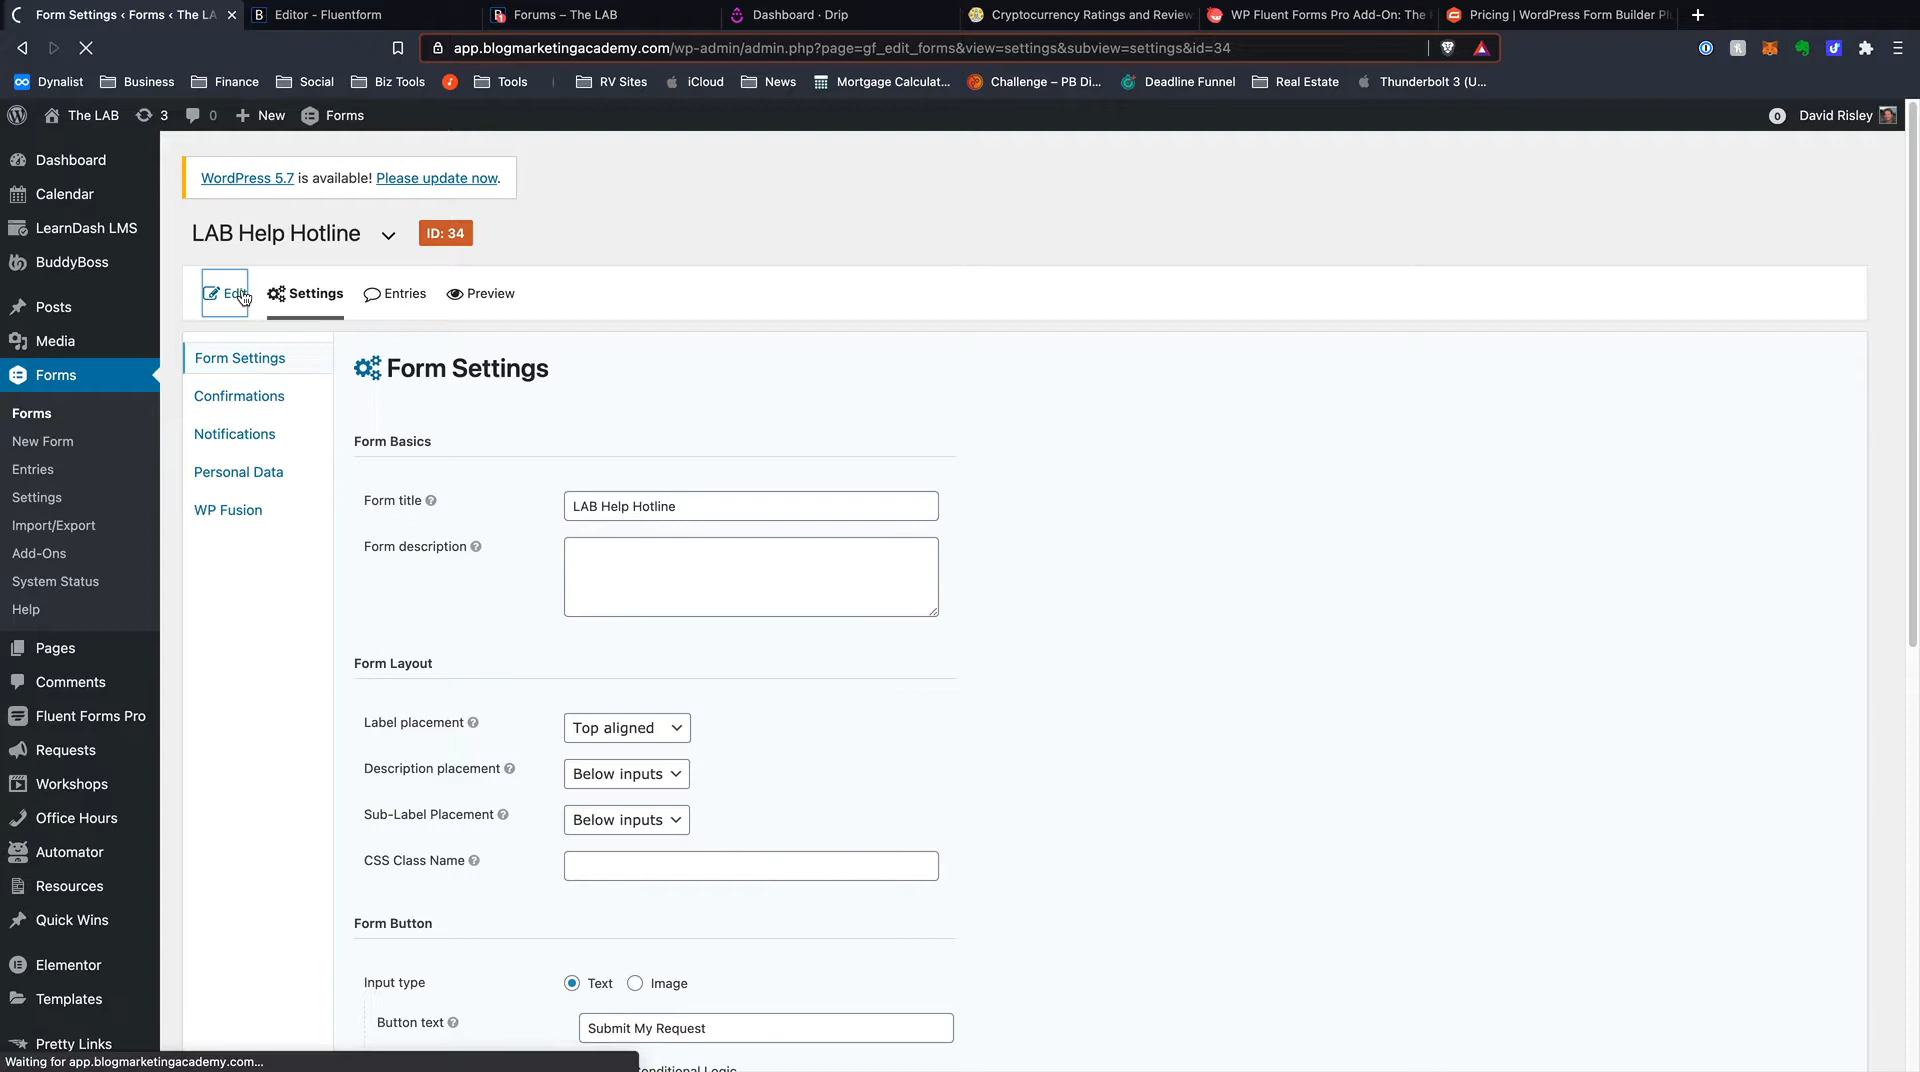 Form Settings ‹ Forms ‹ The LA
Editor - Fluentform
Forums – The LAB
Dashboard · Drip
Cryptocurrency Ratings and Review
WP Fluent Forms Pro Add-On: The
Pricing | WordPress Form Builder Pl
app.blogmarketingacademy.com/wp-admin/admin.php?page=gf_edit_forms&view=settings&subview=settings&id=34
Dynalist
Business
Finance
Social
Biz Tools
Tools
RV Sites
iCloud
News
Mortgage Calculat...
Challenge – PB Di...
Deadline Funnel
Real Estate
Thunderbolt 3 (U...
The LAB
3
0
New
Forms
0
David Risley
Dashboard
Calendar
LearnDash LMS
BuddyBoss
Posts
Media
Forms
Forms
New Form
Entries
Settings
Import/Export
Add-Ons
System Status
Help
Pages
Comments
Fluent Forms Pro
Requests
Workshops
Office Hours
Automator
Resources
Quick Wins
Elementor
Templates
Pretty Links
WordPress 5.7 is available! Please update now.
LAB Help Hotline
ID: 34
Edit
Settings
Entries
Preview
Form Settings
Confirmations
Notifications
Personal Data
WP Fusion
Form Settings
Form Basics
Form title
LAB Help Hotline
Form description
Form Layout
Label placement
Top aligned
Description placement
Below inputs
Sub-Label Placement
Below inputs
CSS Class Name
Form Button
Input type
Text
Image
Button text
Submit My Request
Conditional Logic
Waiting for app.blogmarketingacademy.com...